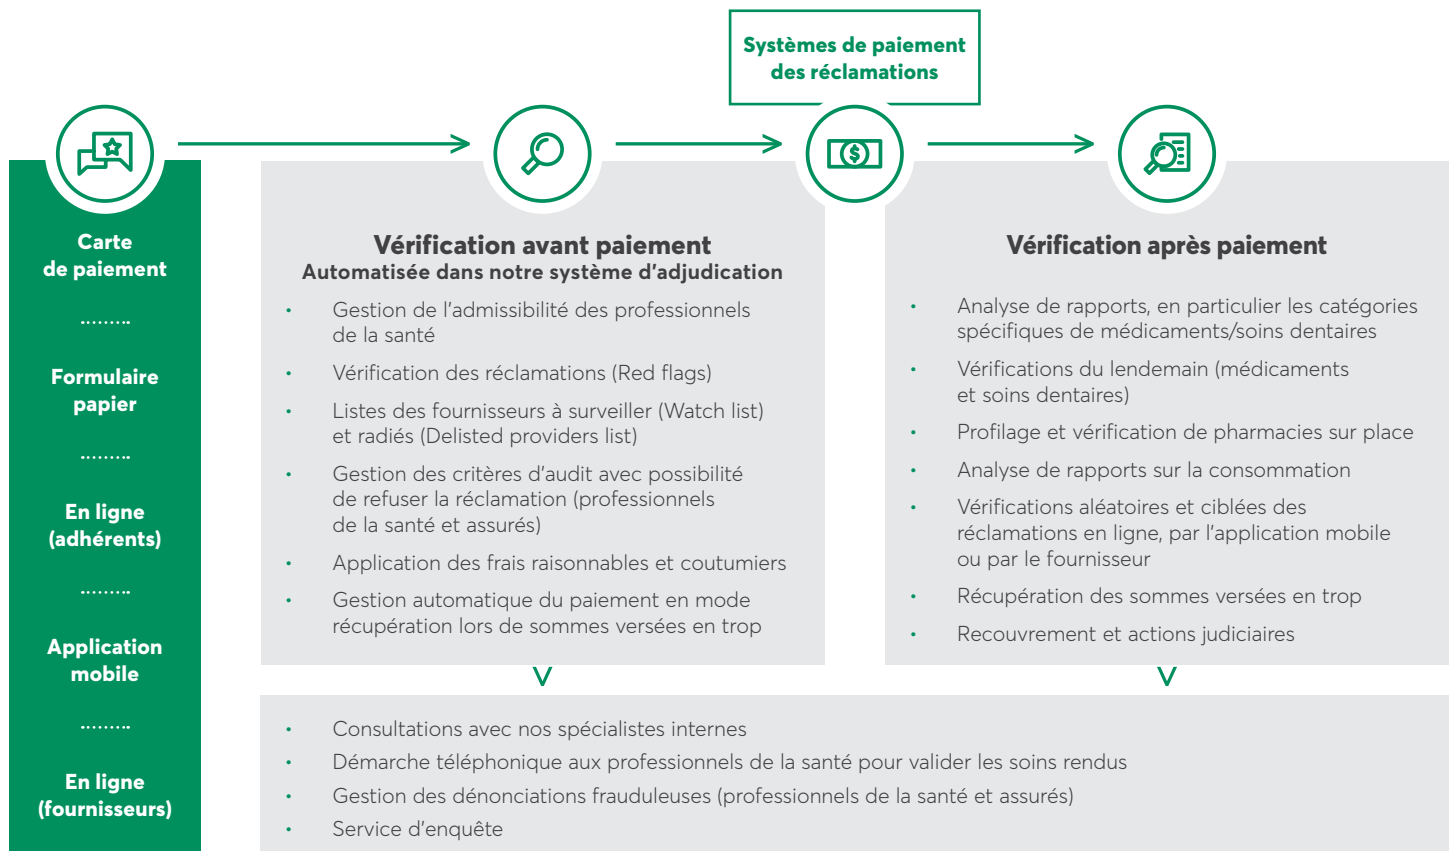 Systèmes de paiement
des réclamations
Carte
de paiement
.........
Formulaire
papier
.........
En ligne
(adhérents)
.........
Application
mobile
.........
En ligne
(fournisseurs)
Vérification avant paiement
Automatisée dans notre système d'adjudication
• Gestion de l'admissibilité des professionnels
de la santé
• Vérification des réclamations (Red flags)
• Listes des fournisseurs à surveiller (Watch list)
et radiés (Delisted providers list)
• Gestion des critères d'audit avec possibilité
de refuser la réclamation (professionnels
de la santé et assurés)
• Application des frais raisonnables et coutumiers
• Gestion automatique du paiement en mode
récupération lors de sommes versées en trop
Vérification après paiement
• Analyse de rapports, en particulier les catégories
spécifiques de médicaments/soins dentaires
• Vérifications du lendemain (médicaments
et soins dentaires)
• Profilage et vérification de pharmacies sur place
• Analyse de rapports sur la consommation
• Vérifications aléatoires et ciblées des
réclamations en ligne, par l'application mobile
ou par le fournisseur
• Récupération des sommes versées en trop
• Recouvrement et actions judiciaires
• Consultations avec nos spécialistes internes
• Démarche téléphonique aux professionnels de la santé pour valider les soins rendus
• Gestion des dénonciations frauduleuses (professionnels de la santé et assurés)
• Service d'enquête